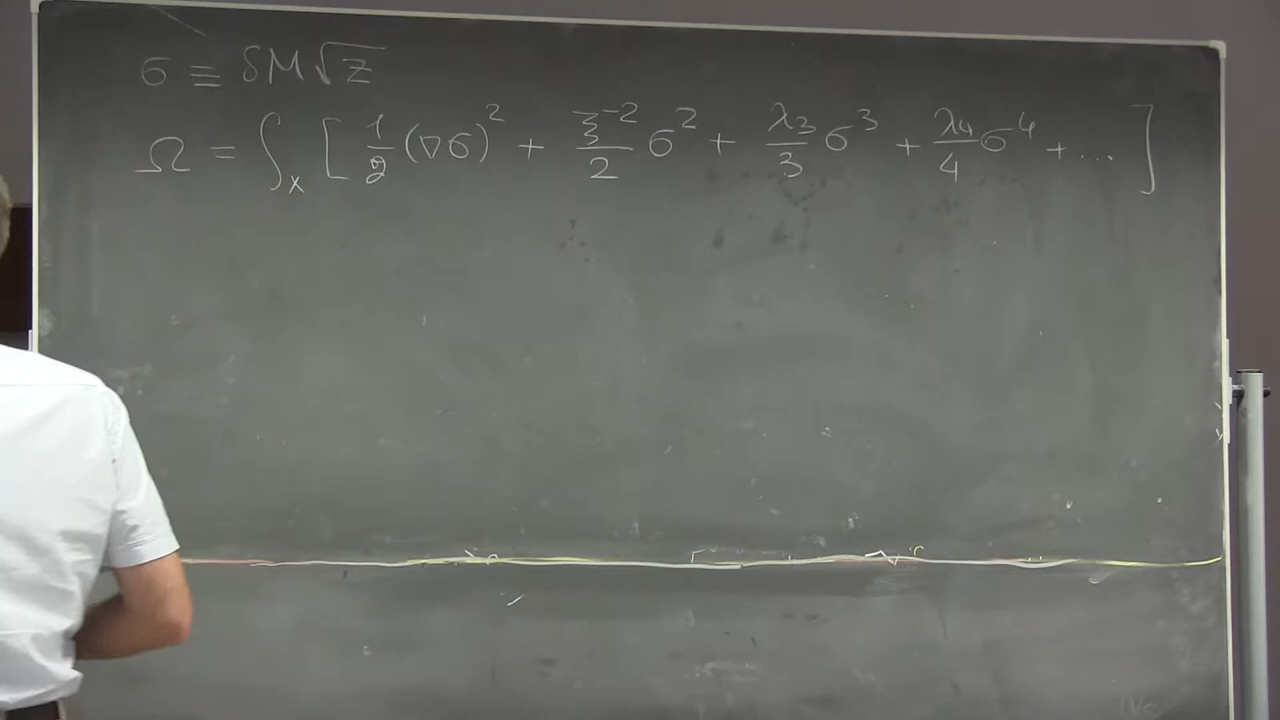 σ ≡ δM√Z
Ω = ∫ₓ [ 1/2 (∇σ)² + ξ⁻²/2 σ² + λ₃/3 σ³ + λ₄/4 σ⁴ + .... ]